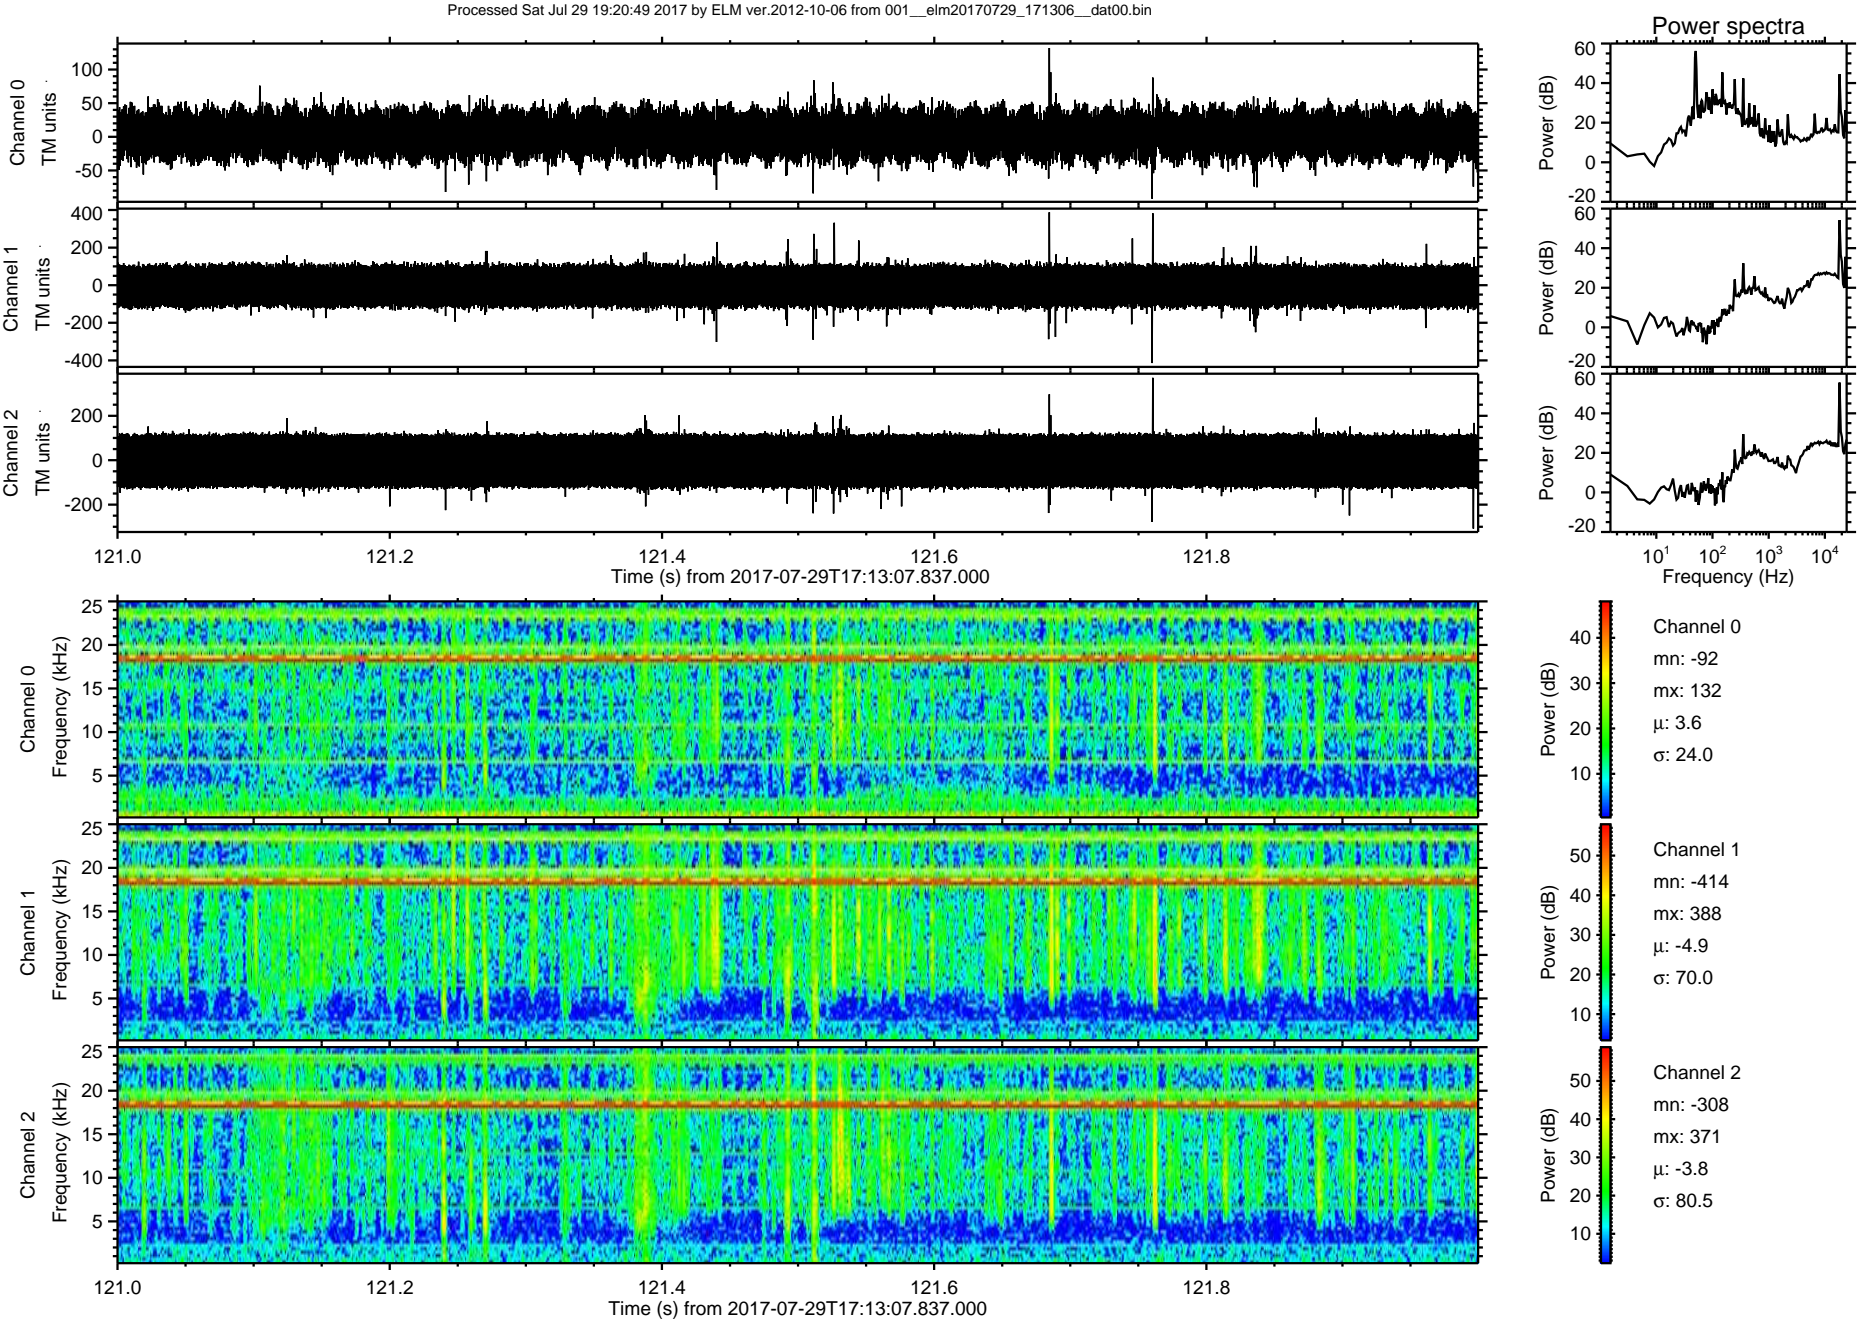 Processed Sat Jul 29 19:20:49 2017 by ELM ver.2012-10-06 from 001__elm20170729_171306__dat00.bin
Power spectra
Channel 0
TM units
100
50
0
-50
Power (dB)
60
40
20
0
-20
Channel 1
TM units
400
200
0
-200
-400
Power (dB)
60
40
20
0
-20
Channel 2
TM units
200
0
-200
Power (dB)
60
40
20
0
-20
121.0 121.2 121.4 121.6 121.8
Time (s) from 2017-07-29T17:13:07.837.000
10^1 10^2 10^3 10^4
Frequency (Hz)
Channel 0
Frequency (kHz)
25
20
15
10
5
Power (dB)
40
30
20
10
Channel 0
mn: -92
mx: 132
μ: 3.6
σ: 24.0
Channel 1
Frequency (kHz)
25
20
15
10
5
Power (dB)
50
40
30
20
10
Channel 1
mn: -414
mx: 388
μ: -4.9
σ: 70.0
Channel 2
Frequency (kHz)
25
20
15
10
5
Power (dB)
50
40
30
20
10
Channel 2
mn: -308
mx: 371
μ: -3.8
σ: 80.5
121.0 121.2 121.4 121.6 121.8
Time (s) from 2017-07-29T17:13:07.837.000